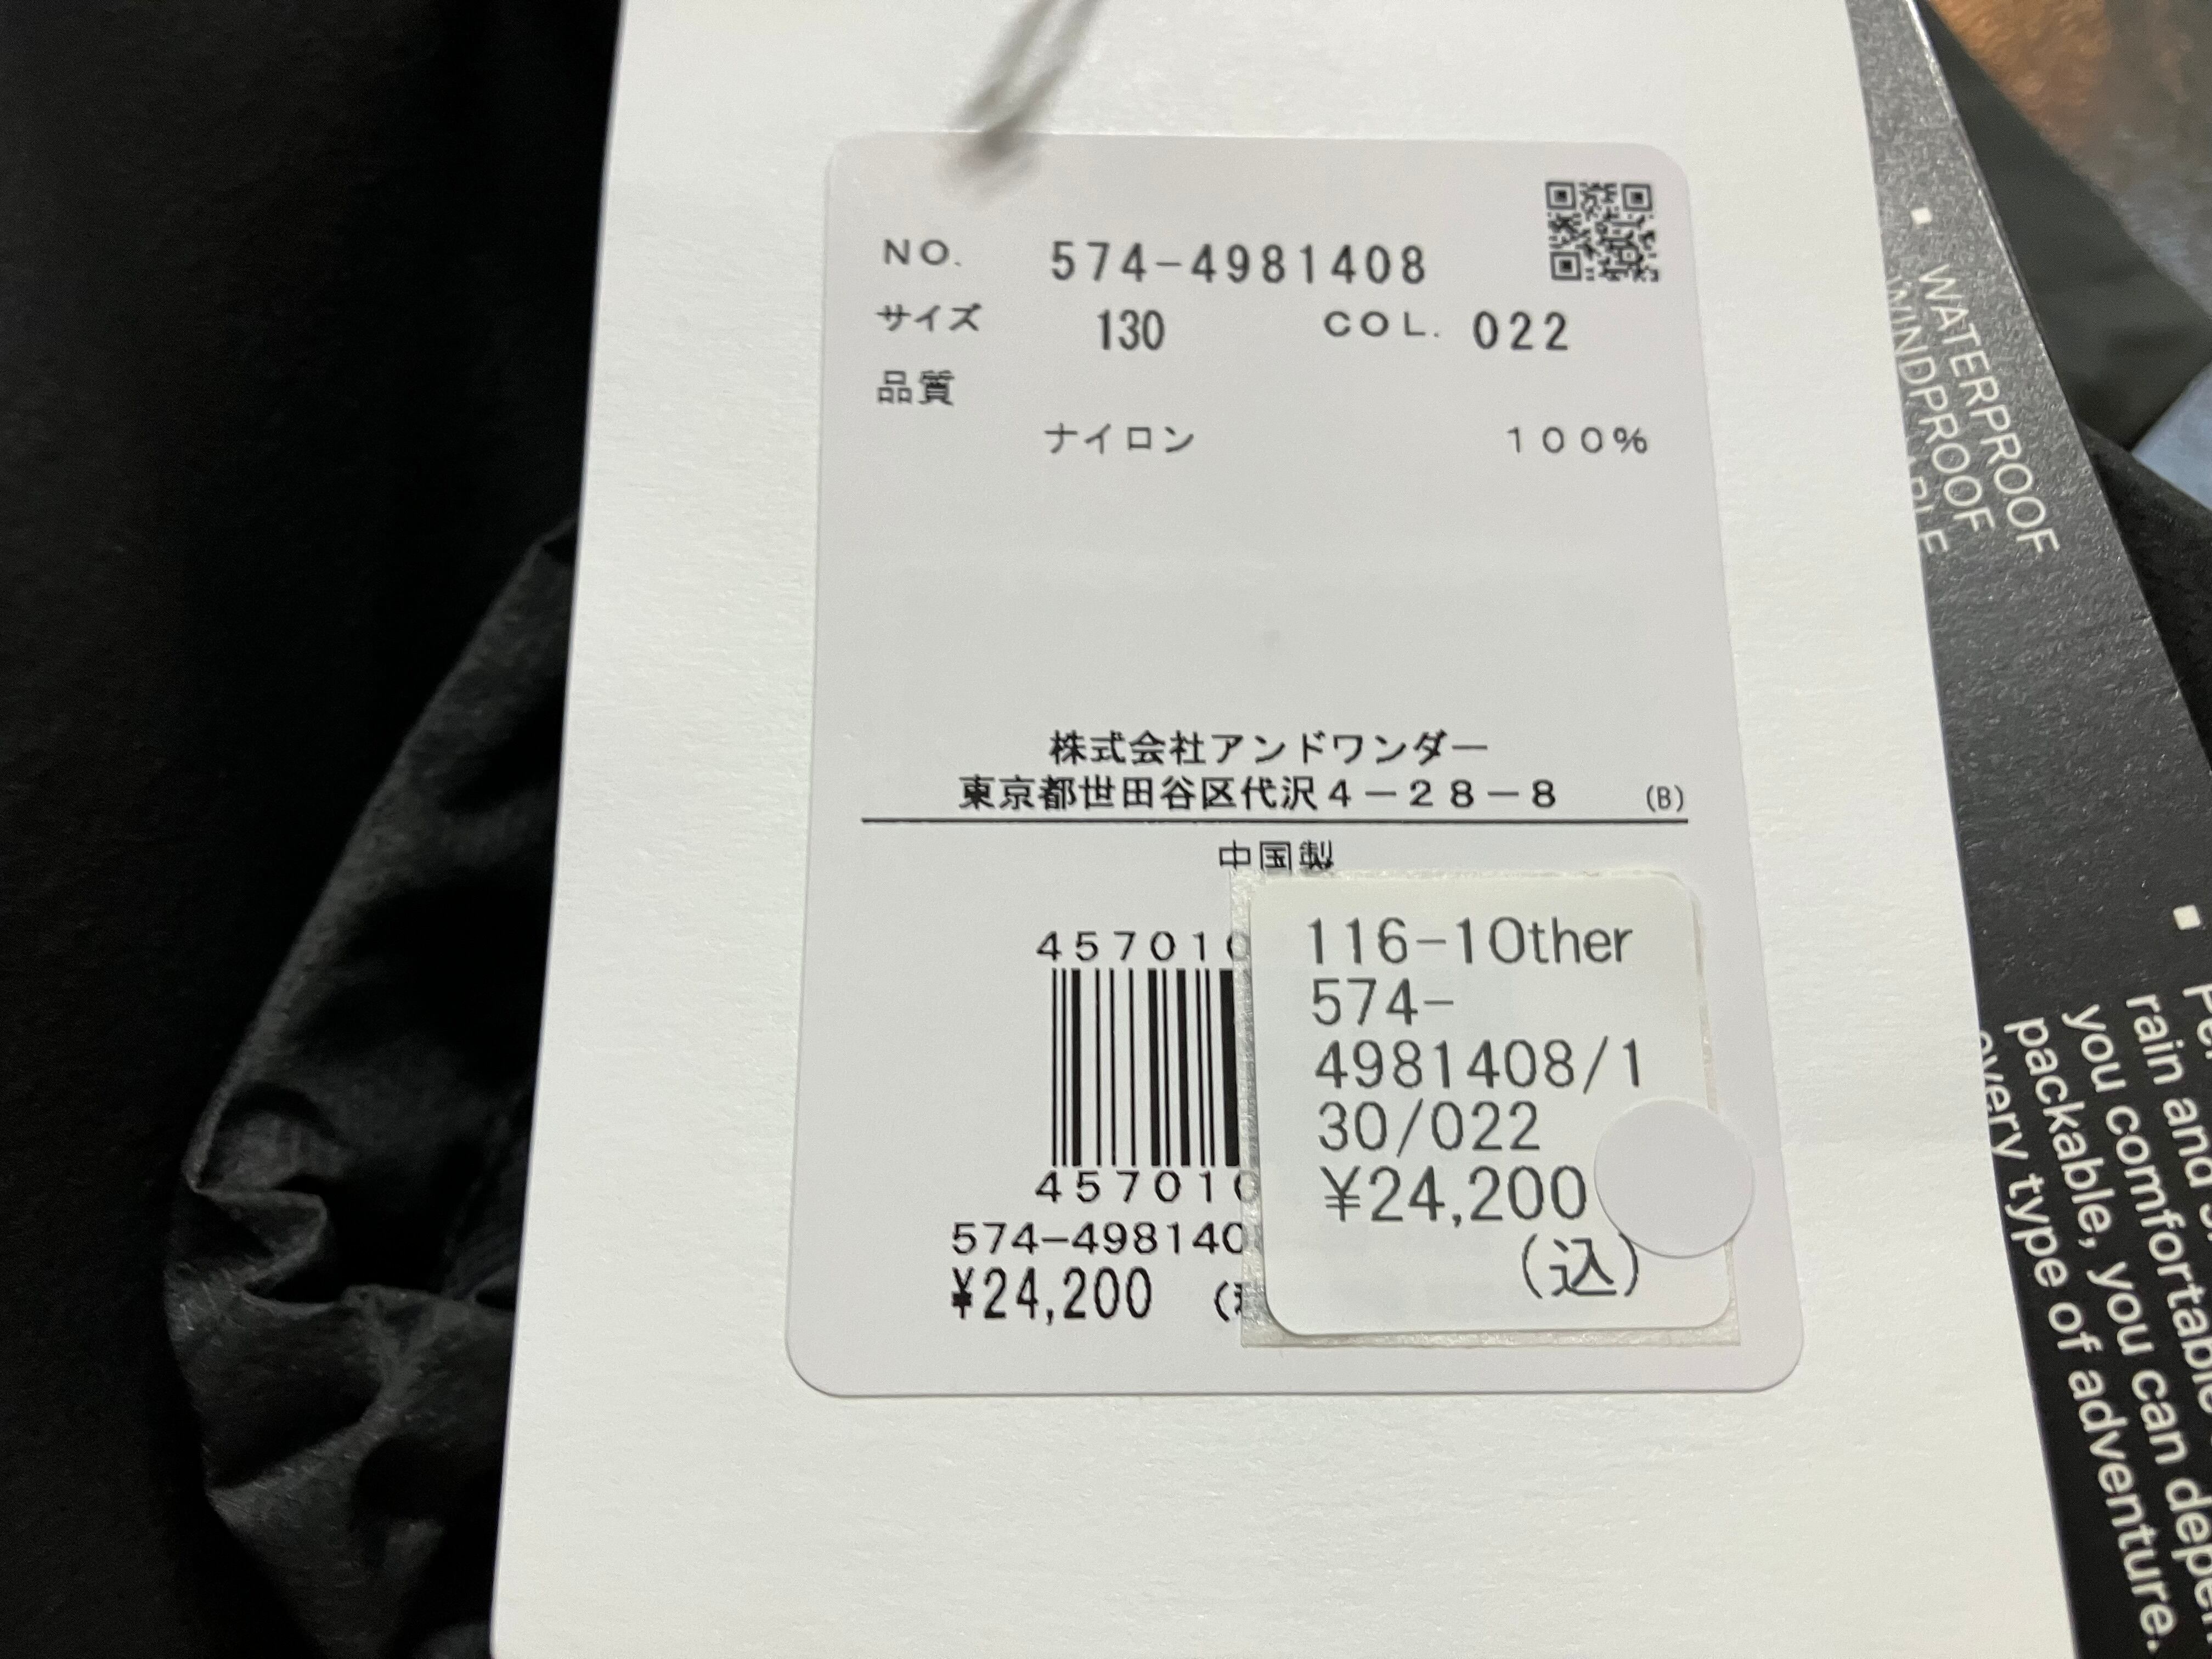 NO. 574-4981408
サイズ 130 COL. 022
品質
ナイロン 100%
株式会社アンドワンダー
東京都世田谷区代沢4-28-8 (B)
中国製
457010
457010
574-498140
¥24,200 (
116-1Other
574-
4981408/1
30/022
¥24,200
(込)
WATERPROOF
WINDPROOF
rain and
you comfortable
packable, you can depen
every type of adventure.